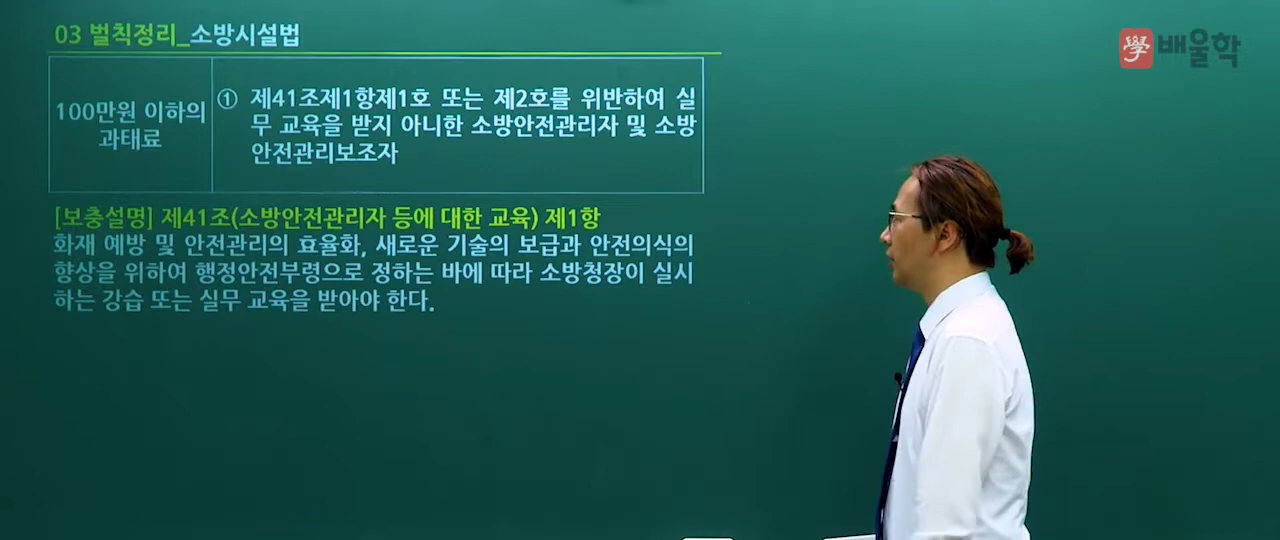 03 벌칙정리_소방시설법
學 배울학
100만원 이하의
과태료
① 제41조제1항제1호 또는 제2호를 위반하여 실
무 교육을 받지 아니한 소방안전관리자 및 소방
안전관리보조자
[보충설명] 제41조(소방안전관리자 등에 대한 교육) 제1항
화재 예방 및 안전관리의 효율화, 새로운 기술의 보급과 안전의식의
향상을 위하여 행정안전부령으로 정하는 바에 따라 소방청장이 실시
하는 강습 또는 실무 교육을 받아야 한다.